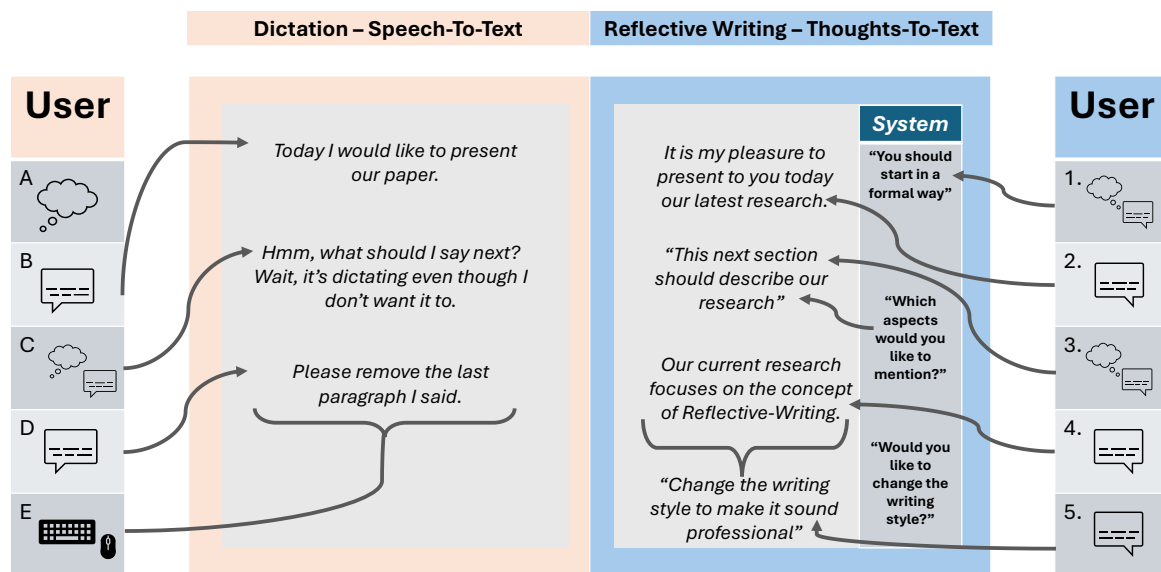 Dictation – Speech-To-Text
Reflective Writing – Thoughts-To-Text
User
A
B
C
D
E
Today I would like to present
our paper.
Hmm, what should I say next?
Wait, it's dictating even though I
don't want it to.
Please remove the last
paragraph I said.
It is my pleasure to
present to you today
our latest research.
“This next section
should describe our
research”
Our current research
focuses on the concept
of Reflective-Writing.
“Change the writing
style to make it sound
professional”
System
“You should
start in a
formal way”
“Which
aspects
would you
like to
mention?”
“Would you
like to
change the
writing
style?”
User
1.
2.
3.
4.
5.